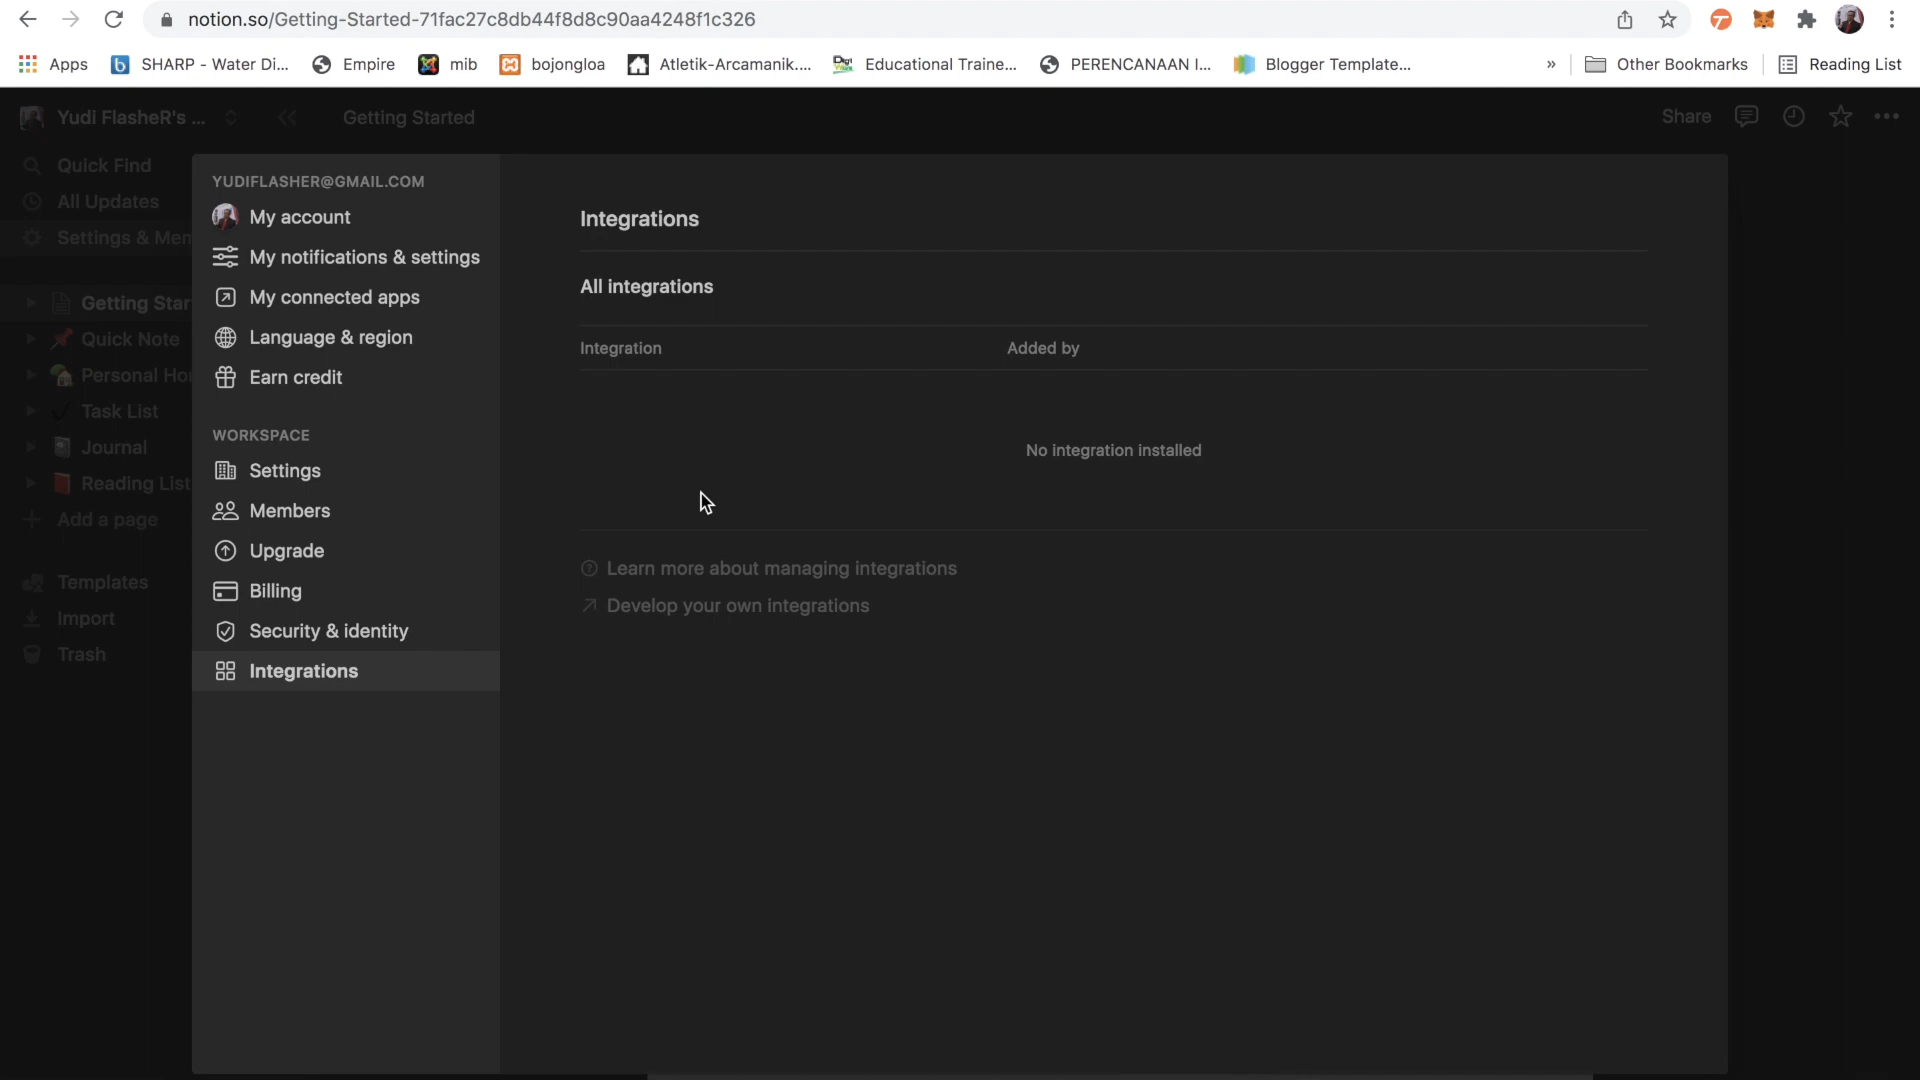 notion.so/Getting-Started-71fac27c8db44f8d8c90aa4248f1c326
Apps SHARP - Water Di... Empire mib bojongloa Atletik-Arcamanik.... Educational Traine... PERENCANAAN I... Blogger Template... » Other Bookmarks Reading List
Yudi FlasheR's ... Getting Started Share
Quick Find
All Updates
Settings & Mem
Getting Star
Quick Note
Personal Ho
Task List
Journal
Reading List
Add a page
Templates
Import
Trash
YUDIFLASHER@GMAIL.COM
My account
My notifications & settings
My connected apps
Language & region
Earn credit
WORKSPACE
Settings
Members
Upgrade
Billing
Security & identity
Integrations
Integrations
All integrations
Integration Added by
No integration installed
Learn more about managing integrations
Develop your own integrations